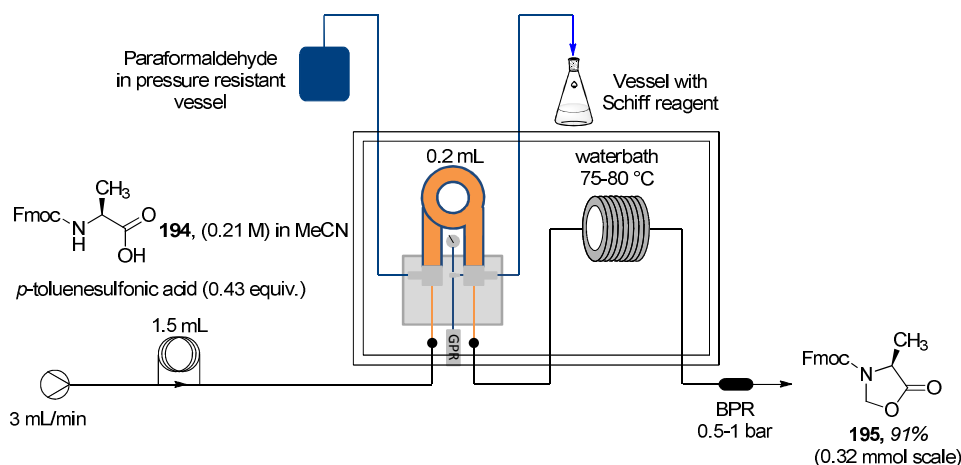 Paraformaldehyde
in pressure resistant
vessel
Vessel with
Schiff reagent
0.2 mL
waterbath
75-80 °C
CH3
Fmoc
N
H
O
OH
194, (0.21 M) in MeCN
p-toluenesulfonic acid (0.43 equiv.)
1.5 mL
GPR
3 mL/min
BPR
0.5-1 bar
CH3
Fmoc
N
O
O
195, 91%
(0.32 mmol scale)